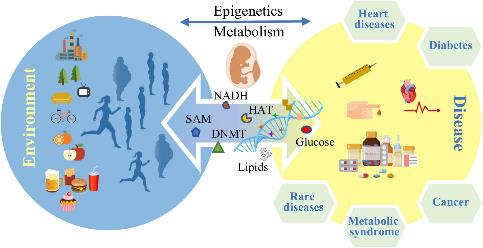 Epigenetics
Metabolism
Environment
NADH
SAM
HAT
DNMT
Lipids
Glucose
Heart
diseases
Diabetes
Disease
Cancer
Metabolic
syndrome
Rare
diseases